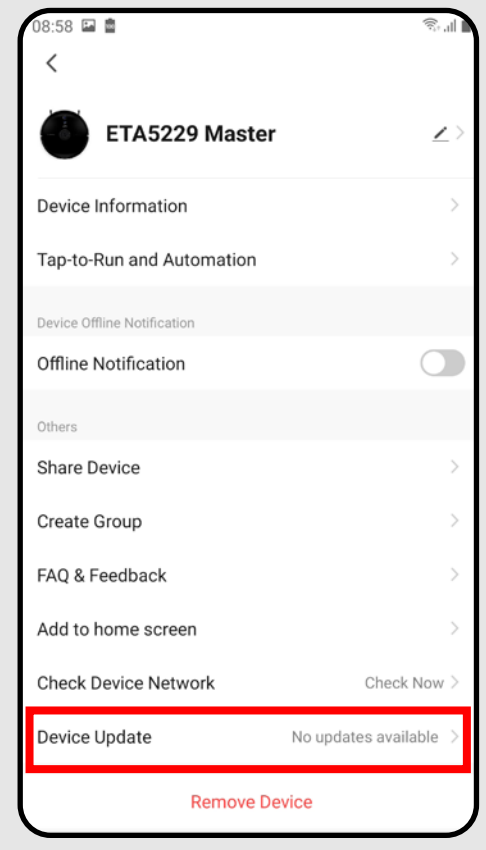 08:58
ETA5229 Master
Device Information
Tap-to-Run and Automation
Device Offline Notification
Offline Notification
Others
Share Device
Create Group
FAQ & Feedback
Add to home screen
Check Device Network Check Now
Device Update No updates available
Remove Device